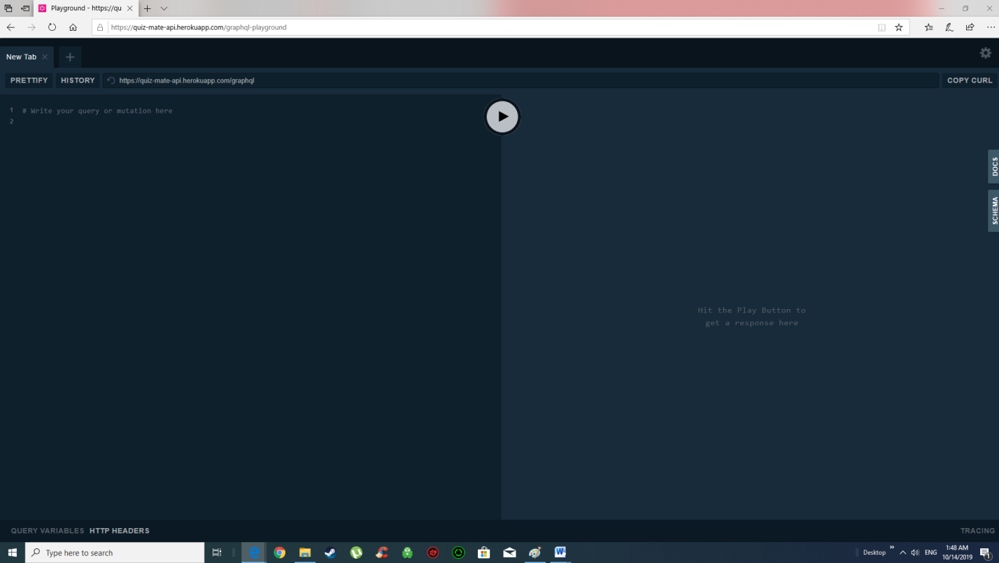 Playground - https://qu
https://quiz-mate-api.herokuapp.com/graphql-playground
New Tab
PRETTIFY HISTORY https://quiz-mate-api.herokuapp.com/graphql COPY CURL
1 # Write your query or mutation here
2
DOCS
SCHEMA
Hit the Play Button to
get a response here
QUERY VARIABLES HTTP HEADERS TRACING
Type here to search
Desktop ENG
1:48 AM
10/14/2019
1